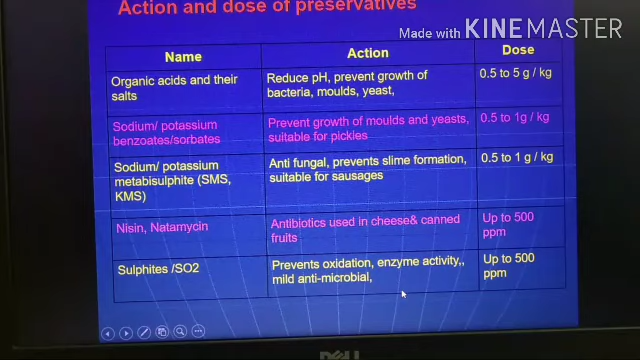 Action and dose of preservatives
Made with KINEMASTER
Name Action Dose
Organic acids and their
salts
Reduce pH, prevent growth of
bacteria, moulds, yeast,
0.5 to 5 g / kg
Sodium/ potassium
benzoates/sorbates
Prevent growth of moulds and yeasts,
suitable for pickles
0.5 to 1g / kg
Sodium/ potassium
metabisulphite (SMS,
KMS)
Anti fungal, prevents slime formation,
suitable for sausages
0.5 to 1 g / kg
Nisin, Natamycin
Antibiotics used in cheese& canned
fruits
Up to 500
ppm
Sulphites /SO2
Prevents oxidation, enzyme activity,,
mild anti-microbial,
Up to 500
ppm
DELL